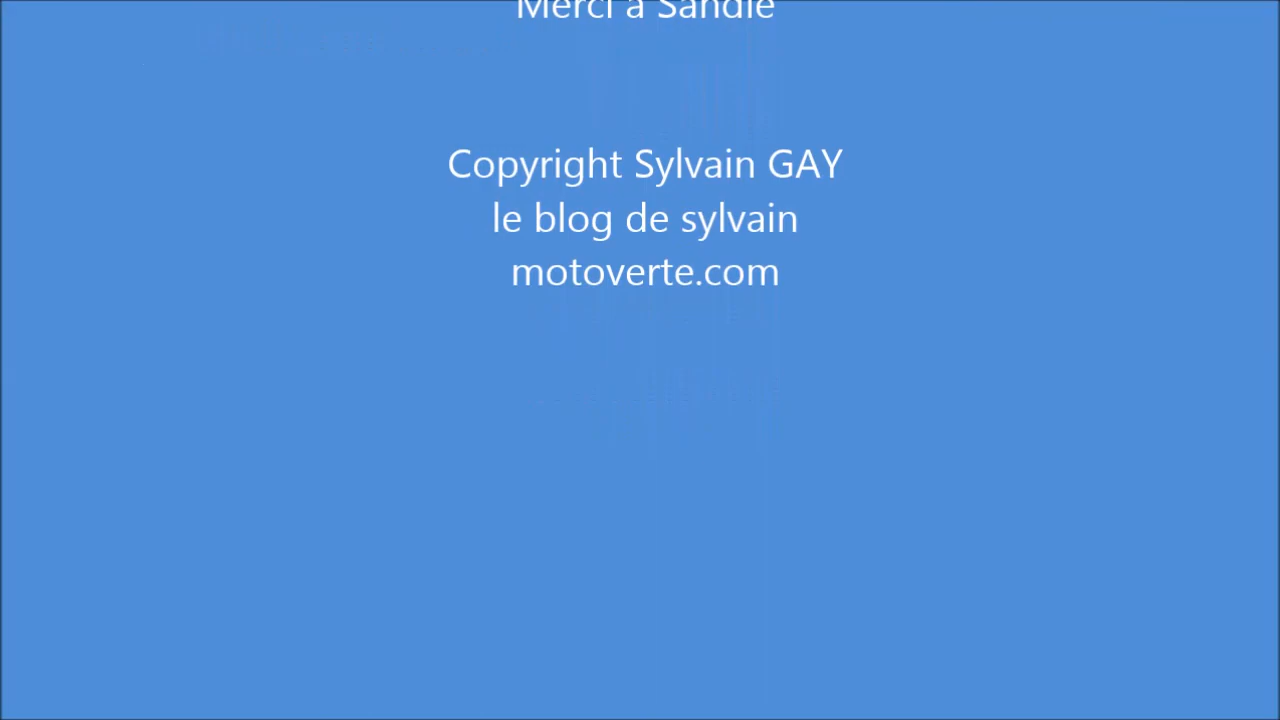 Merci à Sandie
Copyright Sylvain GAY
le blog de sylvain
motoverte.com